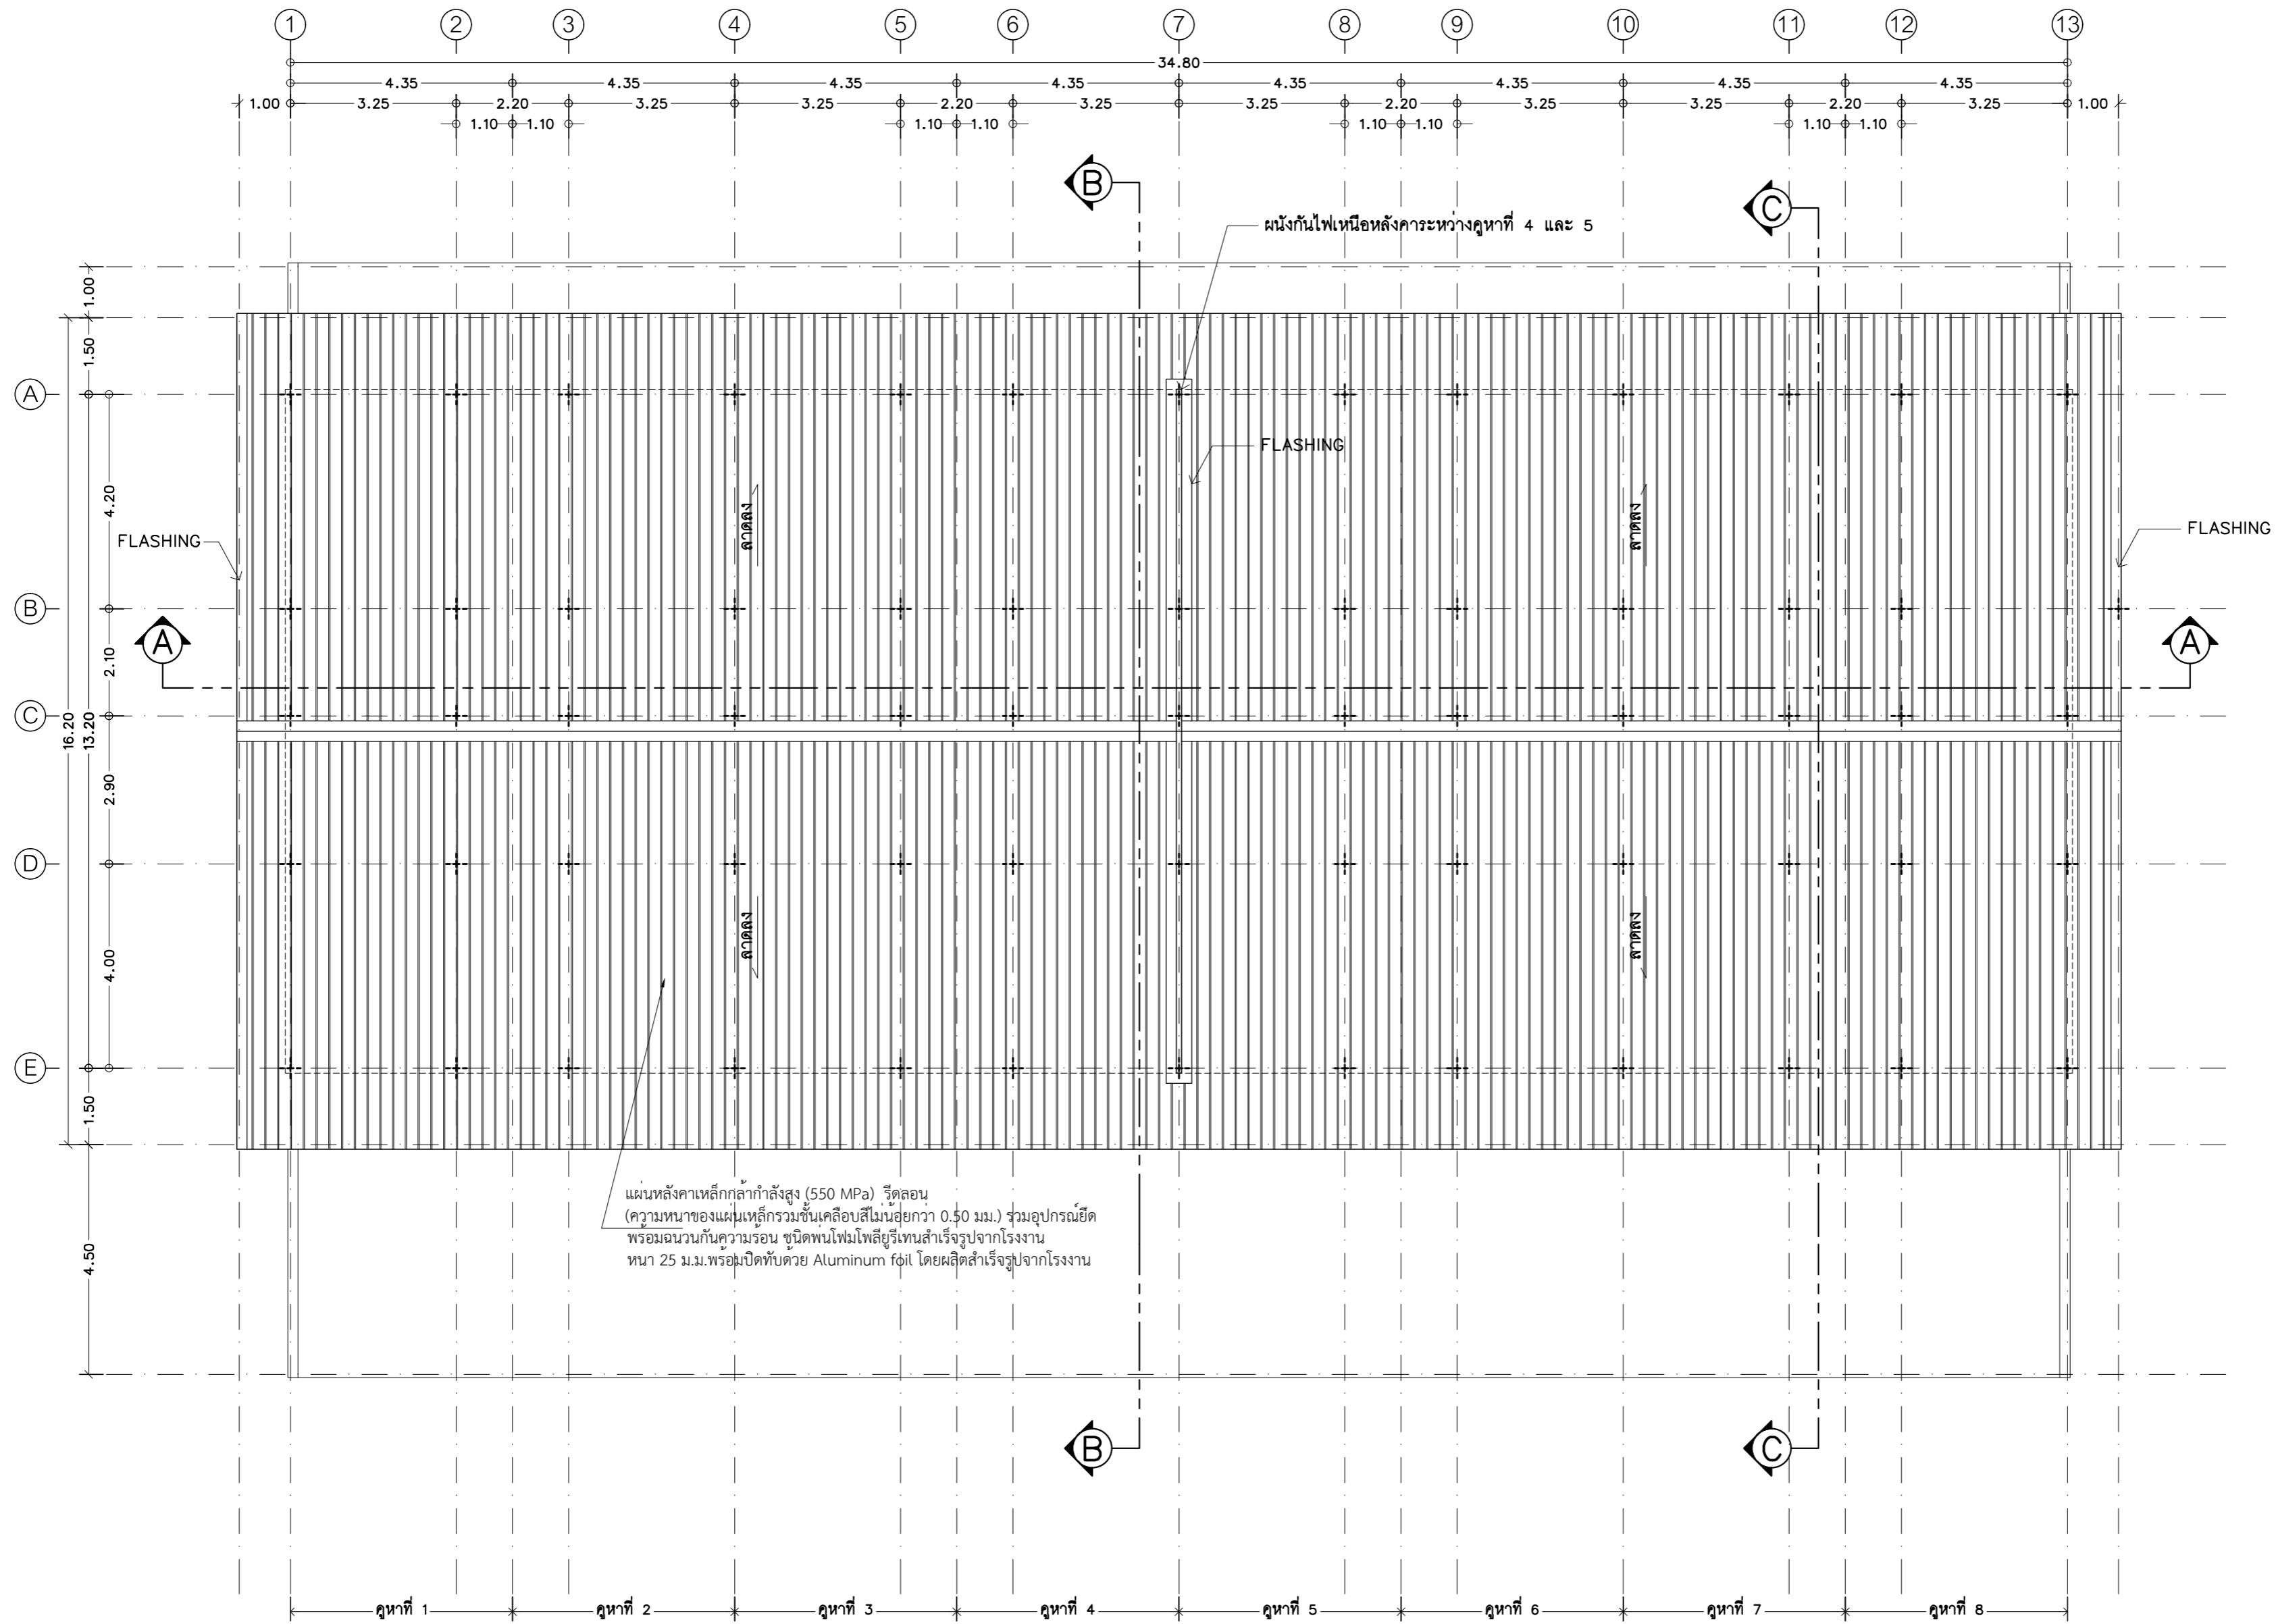 1 2 3 4 5 6 7 8 9 10 11 12 13
34.80
4.35 4.35 4.35 4.35 4.35 4.35 4.35 4.35
1.00 3.25 2.20 3.25 3.25 2.20 3.25 3.25 2.20 3.25 3.25 2.20 3.25 1.00
1.10 1.10 1.10 1.10 1.10 1.10 1.10 1.10
B
C
ผนังกันไฟเหนือหลังคาระหว่างคูหาที่ 4 และ 5
1.00
1.50
A
FLASHING
4.20
ลาดลง
ลาดลง
FLASHING
FLASHING
B
A
A
2.10
C
16.20
13.20
2.90
D
ลาดลง
ลาดลง
4.00
E
1.50
แผ่นหลังคาเหล็กกล้ากำลังสูง (550 MPa) รีดลอน
(ความหนาของแผ่นเหล็กรวมชั้นเคลือบสีไม่น้อยกว่า 0.50 มม.) รวมอุปกรณ์ยึด
พร้อมฉนวนกันความร้อน ชนิดพ่นโฟมโพลียูรีเทนสำเร็จรูปจากโรงงาน
หนา 25 ม.ม.พร้อมปิดทับด้วย Aluminum foil โดยผลิตสำเร็จรูปจากโรงงาน
4.50
B
C
คูหาที่ 1 คูหาที่ 2 คูหาที่ 3 คูหาที่ 4 คูหาที่ 5 คูหาที่ 6 คูหาที่ 7 คูหาที่ 8